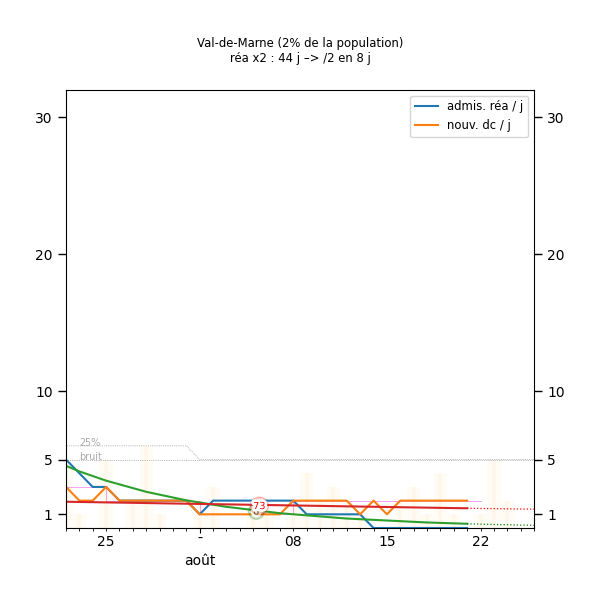 Val-de-Marne (2% de la population)
réa x2 : 44 j –> /2 en 8 j
admis. réa / j
nouv. dc / j
30
30
20
20
10
10
25%
bruit
5
5
73
1
1
25
-
08
15
22
août